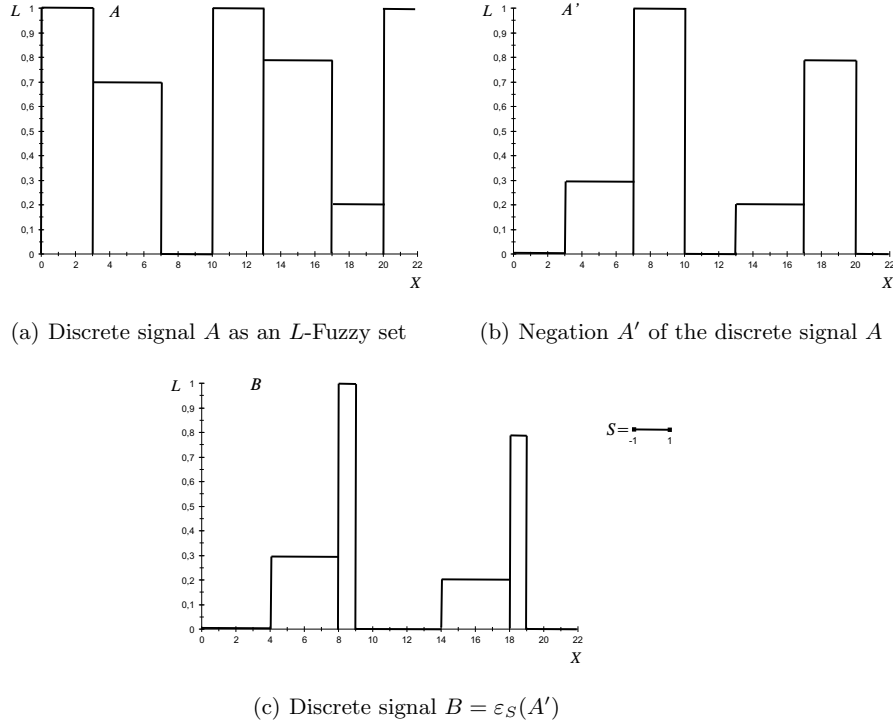 L
A
1
0,9
0,8
0,7
0,6
0,5
0,4
0,3
0,2
0,1
0
0 2 4 6 8 10 12 14 16 18 20 22
X
L
A’
1
0,9
0,8
0,7
0,6
0,5
0,4
0,3
0,2
0,1
0
0 2 4 6 8 10 12 14 16 18 20 22
X
(a) Discrete signal A as an L-Fuzzy set
(b) Negation A′ of the discrete signal A
L
B
1
0,9
0,8
0,7
0,6
0,5
0,4
0,3
0,2
0,1
0
0 2 4 6 8 10 12 14 16 18 20 22
X
S=
-1 1
(c) Discrete signal B = ε_S(A′)